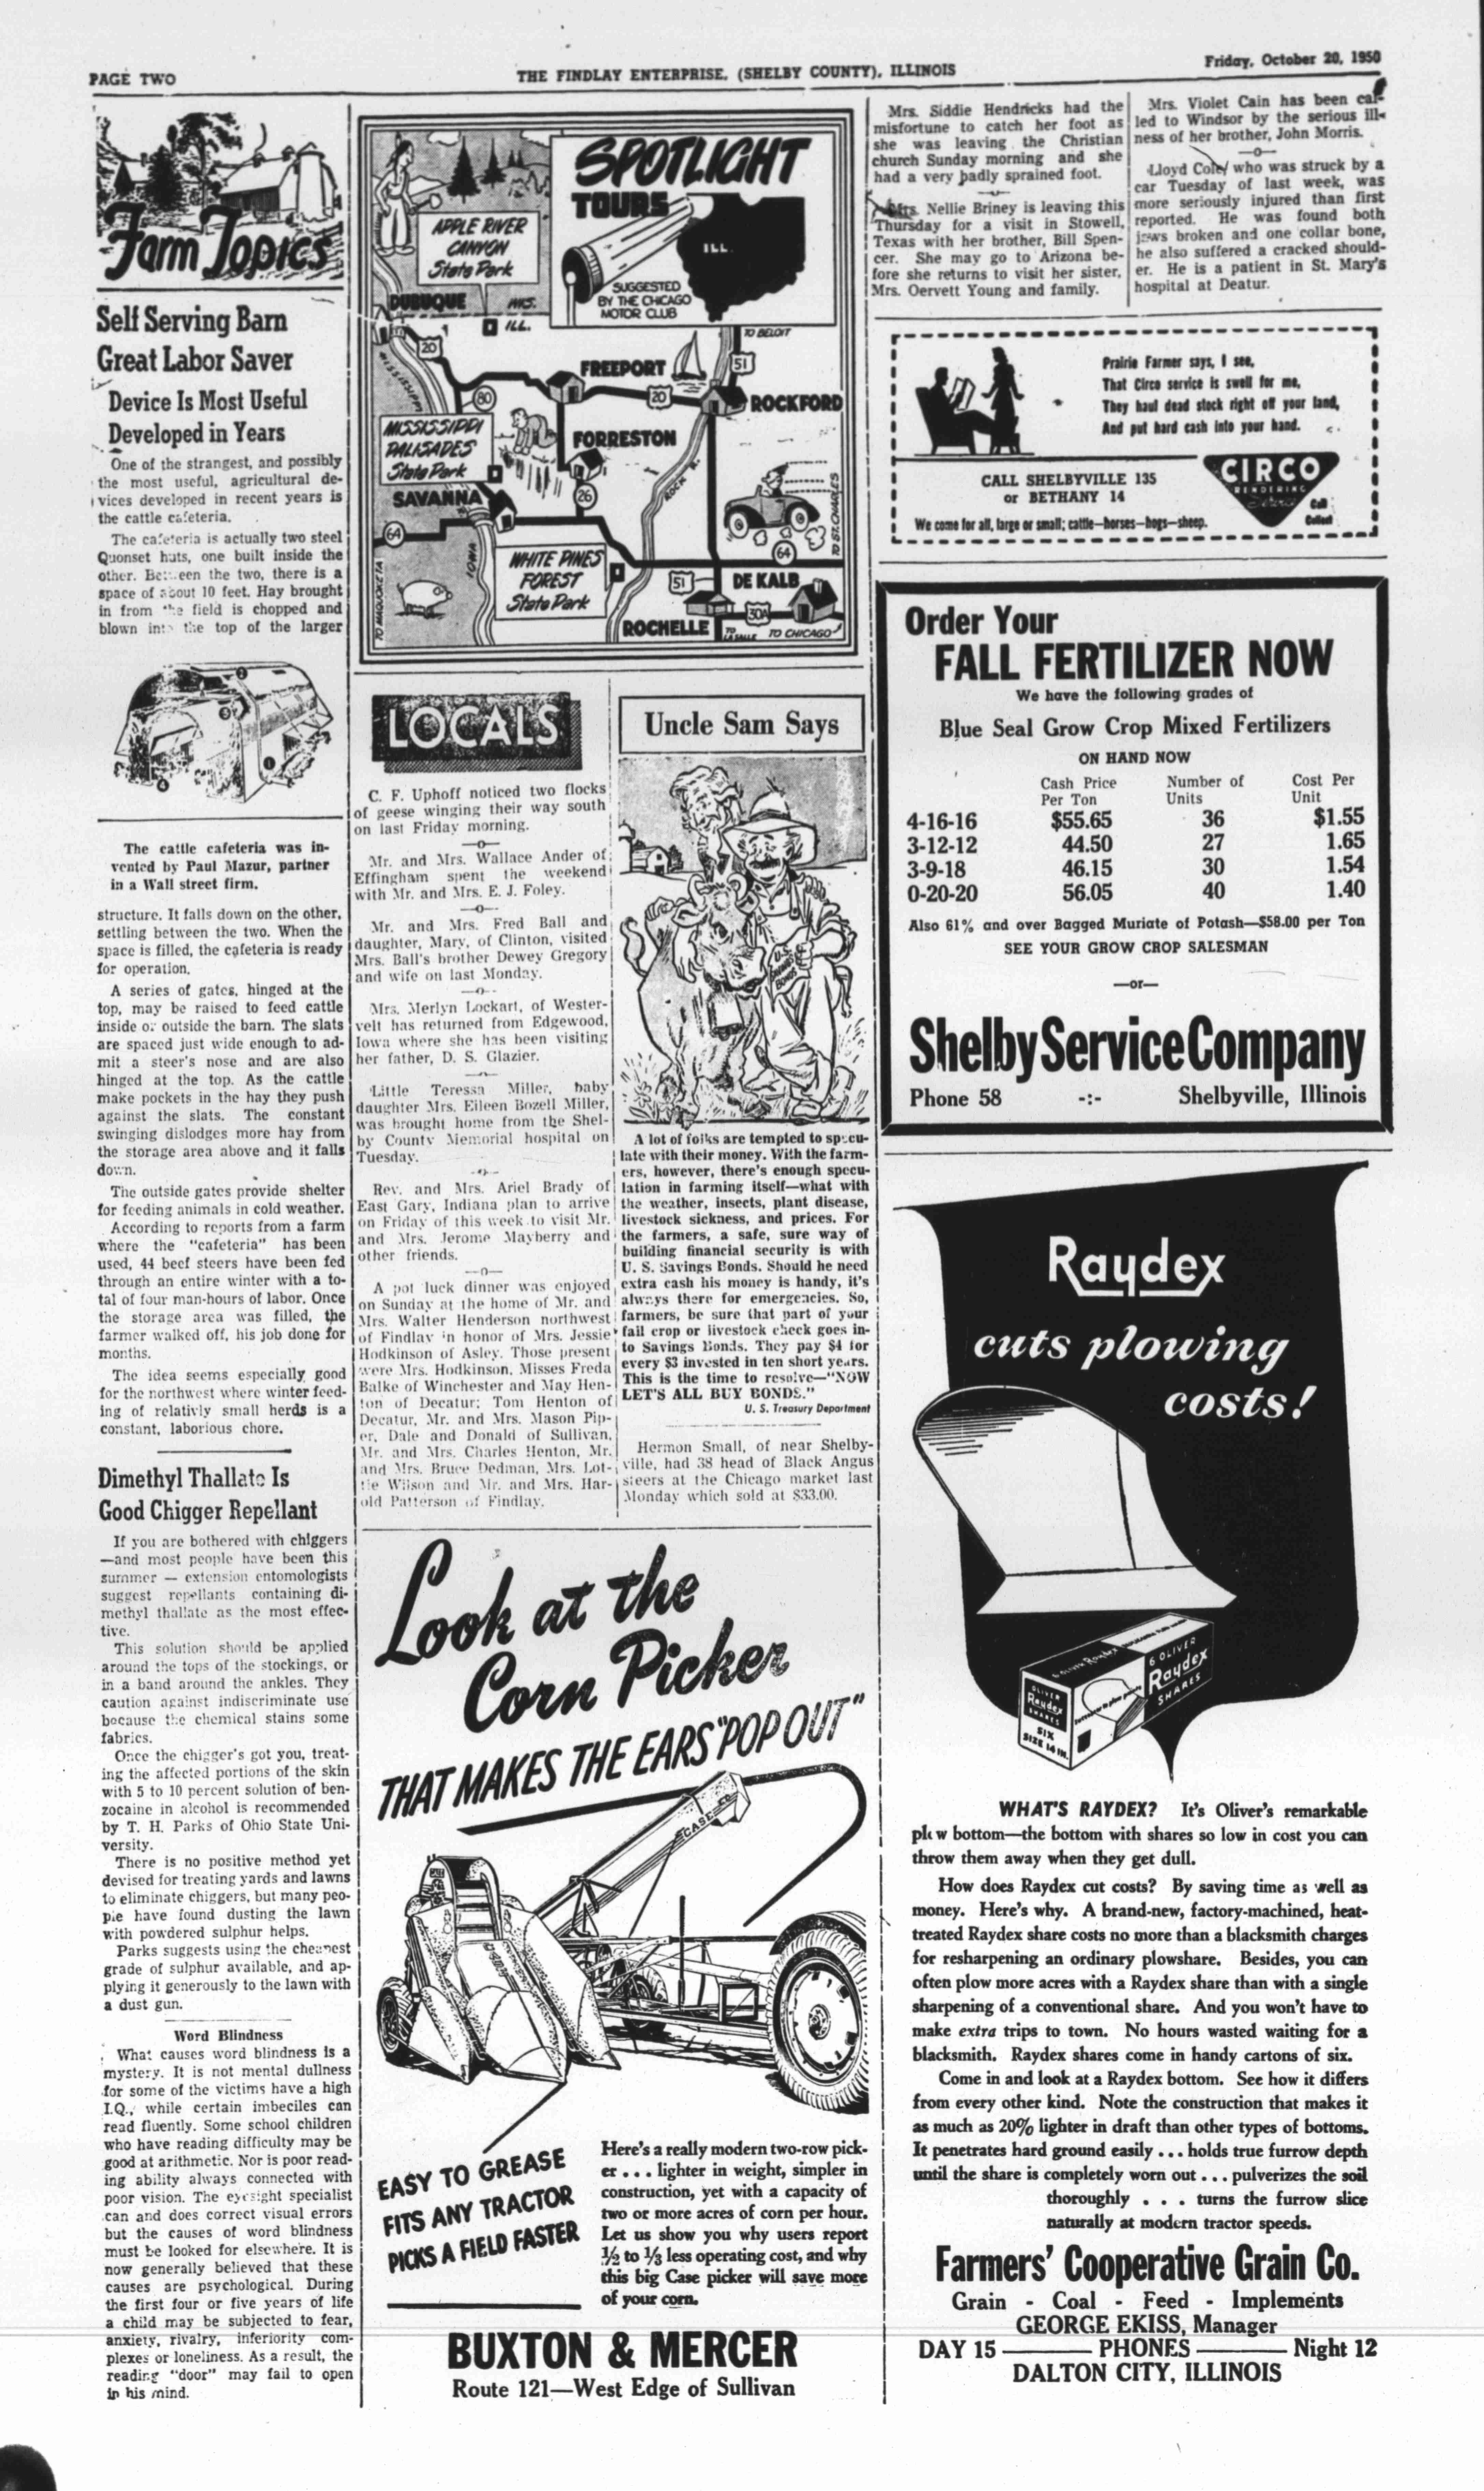 PAGE TWO
THE FINDLAY ENTERPRISE, (SHELBY COUNTY), ILLINOIS
Friday, October 20, 1950
Farm Topics
Self Serving Barn
Great Labor Saver
Device Is Most Useful
Developed in Years
One of the strangest, and possibly
the most useful, agricultural de-
vices developed in recent years is
the cattle cafeteria.
The cafeteria is actually two steel
Quonset huts, one built inside the
other. Between the two, there is a
space of about 10 feet. Hay brought
in from the field is chopped and
blown into the top of the larger
The cattle cafeteria was in-
vented by Paul Mazur, partner
in a Wall street firm.
structure. It falls down on the other,
settling between the two. When the
space is filled, the cafeteria is ready
for operation.
A series of gates, hinged at the
top, may be raised to feed cattle
inside or outside the barn. The slats
are spaced just wide enough to ad-
mit a steer's nose and are also
hinged at the top. As the cattle
make pockets in the hay they push
against the slats. The constant
swinging dislodges more hay from
the storage area above and it falls
down.
The outside gates provide shelter
for feeding animals in cold weather.
According to reports from a farm
where the "cafeteria" has been
used, 44 beef steers have been fed
through an entire winter with a to-
tal of four man-hours of labor. Once
the storage area was filled, the
farmer walked off, his job done for
months.
The idea seems especially good
for the northwest where winter feed-
ing of relativly small herds is a
constant, laborious chore.
Dimethyl Thallate Is
Good Chigger Repellant
If you are bothered with chiggers
—and most people have been this
summer — extension entomologists
suggest repellants containing di-
methyl thallate as the most effec-
tive.
This solution should be applied
around the tops of the stockings, or
in a band around the ankles. They
caution against indiscriminate use
because the chemical stains some
fabrics.
Once the chigger's got you, treat-
ing the affected portions of the skin
with 5 to 10 percent solution of ben-
zocaine in alcohol is recommended
by T. H. Parks of Ohio State Uni-
versity.
There is no positive method yet
devised for treating yards and lawns
to eliminate chiggers, but many peo-
ple have found dusting the lawn
with powdered sulphur helps.
Parks suggests using the cheapest
grade of sulphur available, and ap-
plying it generously to the lawn with
a dust gun.
Word Blindness
What causes word blindness is a
mystery. It is not mental dullness
for some of the victims have a high
I.Q., while certain imbeciles can
read fluently. Some school children
who have reading difficulty may be
good at arithmetic. Nor is poor read-
ing ability always connected with
poor vision. The eyesight specialist
can and does correct visual errors
but the causes of word blindness
must be looked for elsewhere. It is
now generally believed that these
causes are psychological. During
the first four or five years of life
a child may be subjected to fear,
anxiety, rivalry, inferiority com-
plexes or loneliness. As a result, the
reading "door" may fail to open
in his mind.
SPOTLIGHT
TOURS
ILL.
SUGGESTED
BY THE CHICAGO
MOTOR CLUB
APPLE RIVER
CANYON
State Park
DUBUQUE
WIS.
ILL.
TO BELOIT
20
FREEPORT
51
MISSISSIPPI
80
20
ROCKFORD
MISSISSIPPI
PALISADES
State Park
FORRESTON
SAVANNA
26
ROCK R.
64
IOWA
WHITE PINES
FOREST
State Park
64
TO ST. CHARLES
51
DE KALB
30A
TO MAQUOKETA
ROCHELLE
TO LA SALLE
TO CHICAGO
LOCALS
C. F. Uphoff noticed two flocks
of geese winging their way south
on last Friday morning.
—o—
Mr. and Mrs. Wallace Ander of
Effingham spent the weekend
with Mr. and Mrs. E. J. Foley.
—o—
Mr. and Mrs. Fred Ball and
daughter, Mary, of Clinton, visited
Mrs. Ball's brother Dewey Gregory
and wife on last Monday.
—o—
Mrs. Merlyn Lockart, of Wester-
velt has returned from Edgewood,
Iowa where she has been visiting
her father, D. S. Glazier.
—o—
Little Teressa Miller, baby
daughter Mrs. Eileen Bozell Miller,
was brought home from the Shel-
by County Memorial hospital on
Tuesday.
—o—
Rev. and Mrs. Ariel Brady of
East Gary, Indiana plan to arrive
on Friday of this week to visit Mr.
and Mrs. Jerome Mayberry and
other friends.
—o—
A pot luck dinner was enjoyed
on Sunday at the home of Mr. and
Mrs. Walter Henderson northwest
of Findlay in honor of Mrs. Jessie
Hodkinson of Asley. Those present
were Mrs. Hodkinson, Misses Freda
Balke of Winchester and May Hen-
ton of Decatur; Tom Henton of
Decatur, Mr. and Mrs. Mason Pip-
er, Dale and Donald of Sullivan,
Mr. and Mrs. Charles Henton, Mr.
and Mrs. Bruce Dedman, Mrs. Lot-
tie Wilson and Mr. and Mrs. Har-
old Patterson of Findlay.
Uncle Sam Says
U.S. SAVINGS BONDS
A lot of folks are tempted to specu-
late with their money. With the farm-
ers, however, there's enough specu-
lation in farming itself—what with
the weather, insects, plant disease,
livestock sickness, and prices. For
the farmers, a safe, sure way of
building financial security is with
U. S. Savings Bonds. Should he need
extra cash his money is handy, it's
always there for emergencies. So,
farmers, be sure that part of your
fall crop or livestock check goes in-
to Savings Bonds. They pay $4 for
every $3 invested in ten short years.
This is the time to resolve—"NOW
LET'S ALL BUY BONDS."
U. S. Treasury Department
Hermon Small, of near Shelby-
ville, had 38 head of Black Angus
steers at the Chicago market last
Monday which sold at $33.00.
Look at the
Corn Picker
THAT MAKES THE EARS "POP OUT"
CASE
EASY TO GREASE
FITS ANY TRACTOR
PICKS A FIELD FASTER
Here's a really modern two-row pick-
er . . . lighter in weight, simpler in
construction, yet with a capacity of
two or more acres of corn per hour.
Let us show you why users report
½ to ⅓ less operating cost, and why
this big Case picker will save more
of your corn.
BUXTON & MERCER
Route 121—West Edge of Sullivan
Mrs. Siddie Hendricks had the
misfortune to catch her foot as
she was leaving the Christian
church Sunday morning and she
had a very badly sprained foot.
Mrs. Nellie Briney is leaving this
Thursday for a visit in Stowell,
Texas with her brother, Bill Spen-
cer. She may go to Arizona be-
fore she returns to visit her sister,
Mrs. Oervett Young and family.
Mrs. Violet Cain has been cal-
led to Windsor by the serious ill-
ness of her brother, John Morris.
—o—
Lloyd Cole who was struck by a
car Tuesday of last week, was
more seriously injured than first
reported. He was found both
jaws broken and one collar bone,
he also suffered a cracked should-
er. He is a patient in St. Mary's
hospital at Deatur.
Prairie Farmer says, I see,
That Circo service is swell for me,
They haul dead stock right off your land,
And put hard cash into your hand.
CALL SHELBYVILLE 135
or BETHANY 14
CIRCO
RENDERING
Service
Call
Collect
We come for all, large or small; cattle—horses—hogs—sheep.
Order Your
FALL FERTILIZER NOW
We have the following grades of
Blue Seal Grow Crop Mixed Fertilizers
ON HAND NOW
Cash Price Number of Cost Per
Per Ton Units Unit
4-16-16 $55.65 36 $1.55
3-12-12 44.50 27 1.65
3-9-18 46.15 30 1.54
0-20-20 56.05 40 1.40
Also 61% and over Bagged Muriate of Potash—$58.00 per Ton
SEE YOUR GROW CROP SALESMAN
—or—
Shelby Service Company
Phone 58 -:- Shelbyville, Illinois
Raydex
cuts plowing
costs!
6 OLIVER
Raydex
SHARES
OLIVER
Raydex
SHARES
SIX
SIZE 14 IN.
WHAT'S RAYDEX? It's Oliver's remarkable
plow bottom—the bottom with shares so low in cost you can
throw them away when they get dull.
How does Raydex cut costs? By saving time as well as
money. Here's why. A brand-new, factory-machined, heat-
treated Raydex share costs no more than a blacksmith charges
for resharpening an ordinary plowshare. Besides, you can
often plow more acres with a Raydex share than with a single
sharpening of a conventional share. And you won't have to
make extra trips to town. No hours wasted waiting for a
blacksmith. Raydex shares come in handy cartons of six.
Come in and look at a Raydex bottom. See how it differs
from every other kind. Note the construction that makes it
as much as 20% lighter in draft than other types of bottoms.
It penetrates hard ground easily . . . holds true furrow depth
until the share is completely worn out . . . pulverizes the soil
thoroughly . . . turns the furrow slice
naturally at modern tractor speeds.
Farmers' Cooperative Grain Co.
Grain - Coal - Feed - Implements
GEORGE EKISS, Manager
DAY 15 ——— PHONES ——— Night 12
DALTON CITY, ILLINOIS